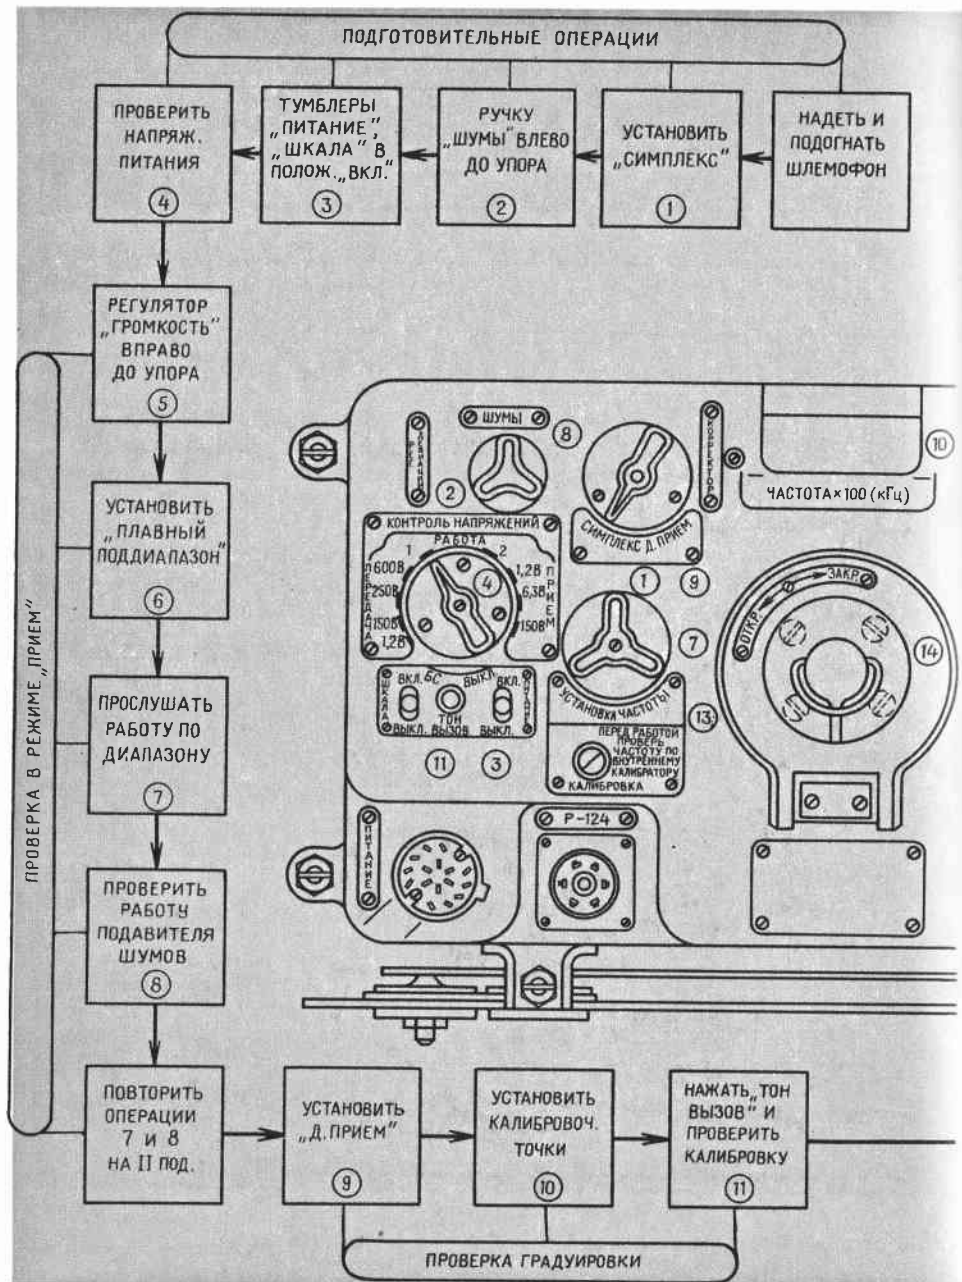 ПОДГОТОВИТЕЛЬНЫЕ ОПЕРАЦИИ
ПРОВЕРИТЬ
НАПРЯЖ.
ПИТАНИЯ
4
ТУМБЛЕРЫ
„ПИТАНИЕ",
„ШКАЛА" В
ПОЛОЖ. „ВКЛ."
3
РУЧКУ
„ШУМЫ" ВЛЕВО
ДО УПОРА
2
УСТАНОВИТЬ
„СИМПЛЕКС"
1
НАДЕТЬ И
ПОДОГНАТЬ
ШЛЕМОФОН
РЕГУЛЯТОР
„ГРОМКОСТЬ"
ВПРАВО
ДО УПОРА
5
УСТАНОВИТЬ
„ПЛАВНЫЙ
ПОДДИАПАЗОН"
6
ПРОСЛУШАТЬ
РАБОТУ ПО
ДИАПАЗОНУ
7
ПРОВЕРИТЬ
РАБОТУ
ПОДАВИТЕЛЯ
ШУМОВ
8
ПОВТОРИТЬ
ОПЕРАЦИИ
7 И 8
НА II ПОД.
ПРОВЕРКА В РЕЖИМЕ „ПРИЕМ"
ШУМЫ
8
КОРРЕКТОР
10
ЧАСТОТА×100 (кГц)
2
СИМПЛЕКС Д. ПРИЕМ
1
9
КОНТРОЛЬ НАПРЯЖЕНИЙ
РАБОТА
1
2
ПЕРЕДАЧА
600В
250В
150В
1,2В
4
1,2В
6,3В
150В
ПРИЕМ
7
УСТАНОВКА ЧАСТОТЫ
13
ОТКР.
ЗАКР.
14
ШКАЛА
ВКЛ.
БС
ВЫКЛ.
ВКЛ.
ПИТАНИЕ
ВЫКЛ.
ТОН
ВЫЗОВ
ВЫКЛ.
11
3
ПЕРЕД РАБОТОЙ
ПРОВЕРЬ
ЧАСТОТУ ПО
ВНУТРЕННЕМУ
КАЛИБРАТОРУ
КАЛИБРОВКА
ПИТАНИЕ
Р-124
УСТАНОВИТЬ
„Д. ПРИЕМ"
9
УСТАНОВИТЬ
КАЛИБРОВОЧ.
ТОЧКИ
10
НАЖАТЬ „ТОН
ВЫЗОВ" И
ПРОВЕРИТЬ
КАЛИБРОВКУ
11
ПРОВЕРКА ГРАДУИРОВКИ